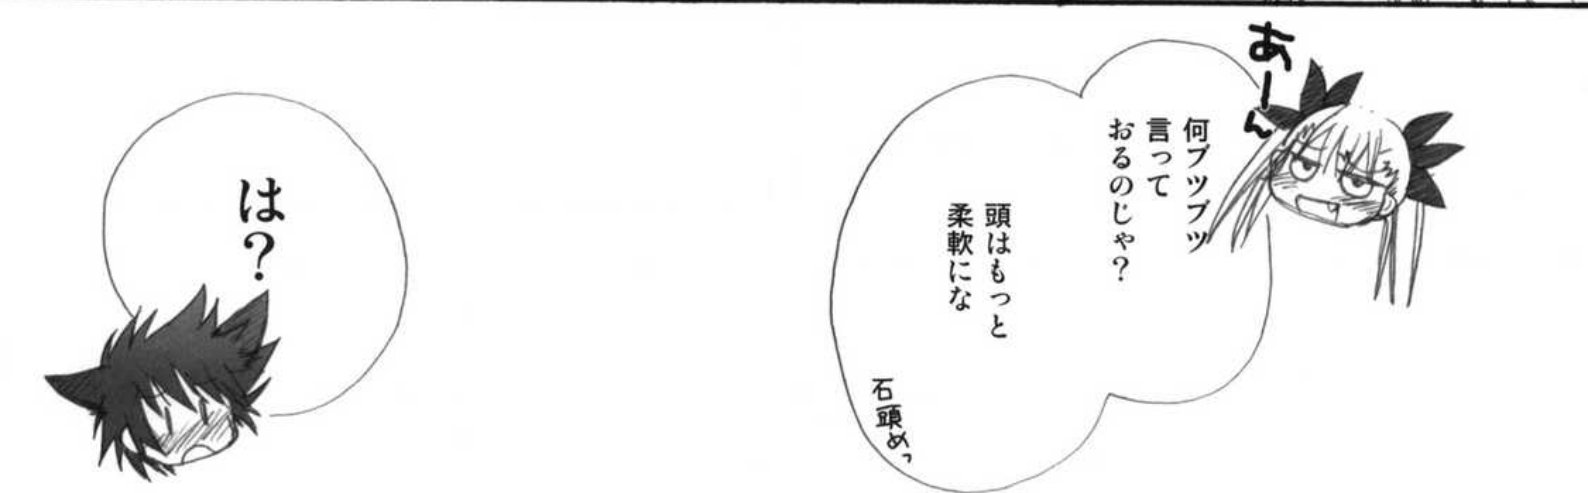 あーん
何ブツブツ
言って
おるのじゃ？
頭はもっと
柔軟にな
石頭めっ
は？